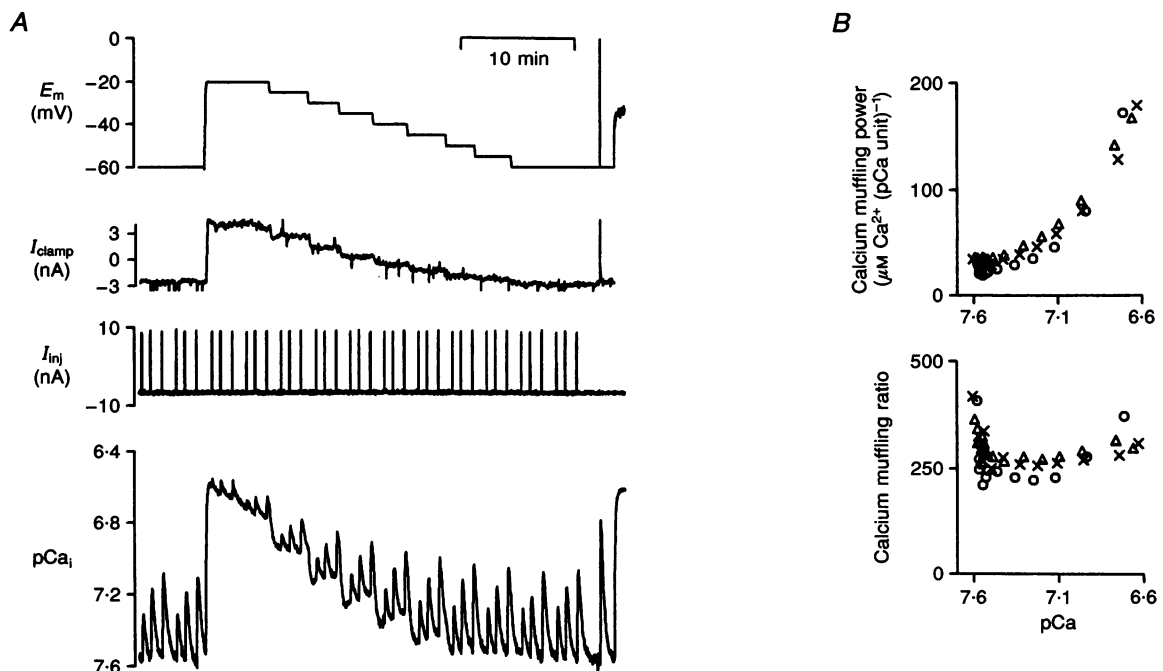 A
0
−20
−40
−60
E_m
(mV)
10 min
3
0
−3
I_clamp
(nA)
10
−10
I_inj
(nA)
6·4
6·8
7·2
7·6
pCa_i
B
Calcium muffling power
(μM Ca²⁺ (pCa unit)⁻¹
200
100
0
7·6 7·1 6·6
Calcium muffling ratio
500
250
0
7·6 7·1 6·6
pCa